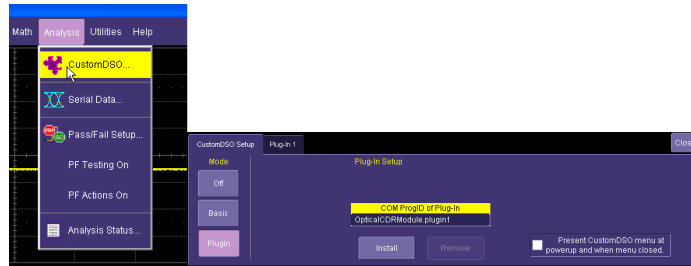 Math Analysis Utilities Help
CustomDSO...
Serial Data...
Pass/Fail Setup...
PF Testing On
PF Actions On
Analysis Status...
CustomDSO Setup Plug-In 1
Clos
Mode
Plug-In Setup
Off
Basic
PlugIn
COM ProgID of Plug-In
OpticalCDRModule.plugin1
Install
Remove
Present CustomDSO menu at
powerup and when menu closed.